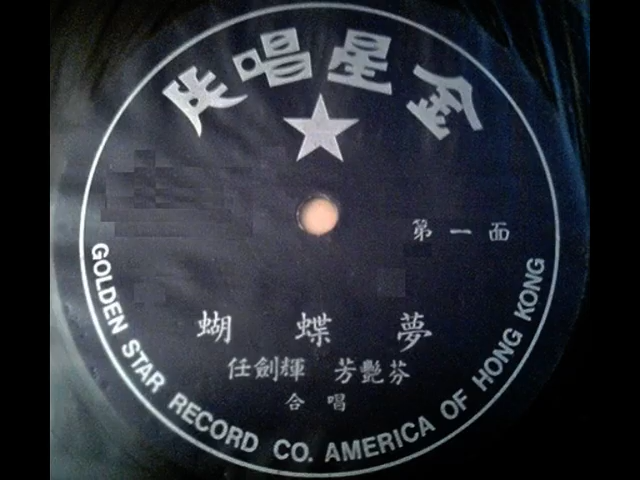 金星唱片
第一面
蝴蝶夢
任劍輝 芳艷芬
合唱
GOLDEN STAR RECORD CO. AMERICA OF HONG KONG